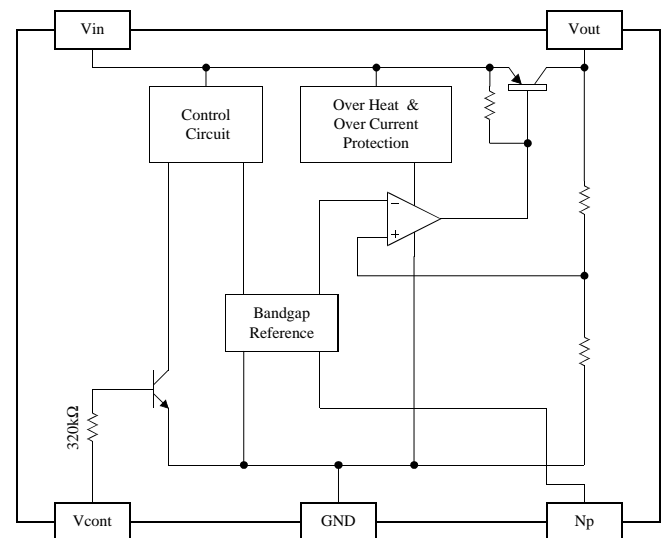 Vin
Vout
Control
Circuit
Over Heat &
Over Current
Protection
−
+
Bandgap
Reference
320kΩ
Vcont
GND
Np